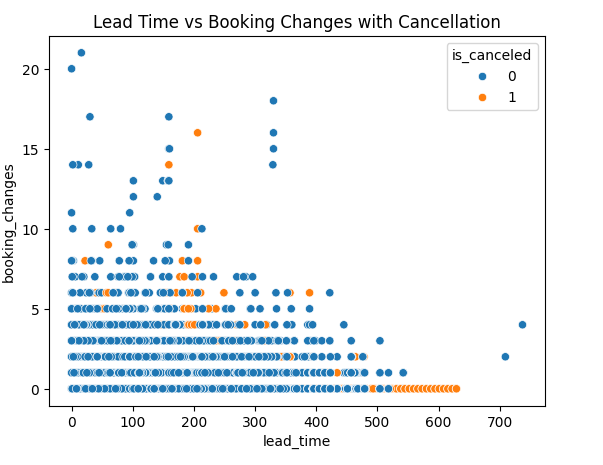 Lead Time vs Booking Changes with Cancellation
is_canceled
0
1
booking_changes
20
15
10
5
0
0 100 200 300 400 500 600 700
lead_time